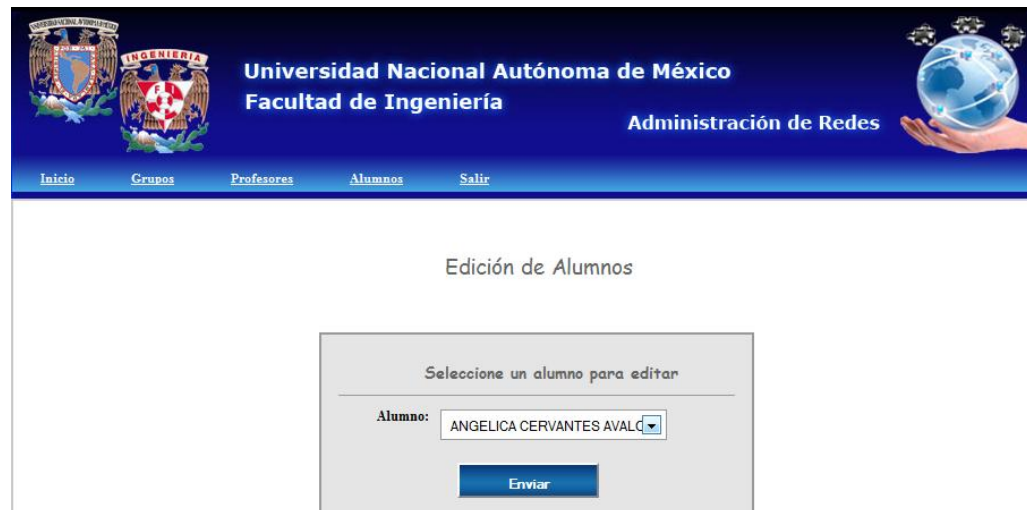 INGENIERIA
Universidad Nacional Autónoma de México
Facultad de Ingeniería
Administración de Redes
Inicio Grupos Profesores Alumnos Salir
Edición de Alumnos
Seleccione un alumno para editar
Alumno: ANGELICA CERVANTES AVALO
Enviar